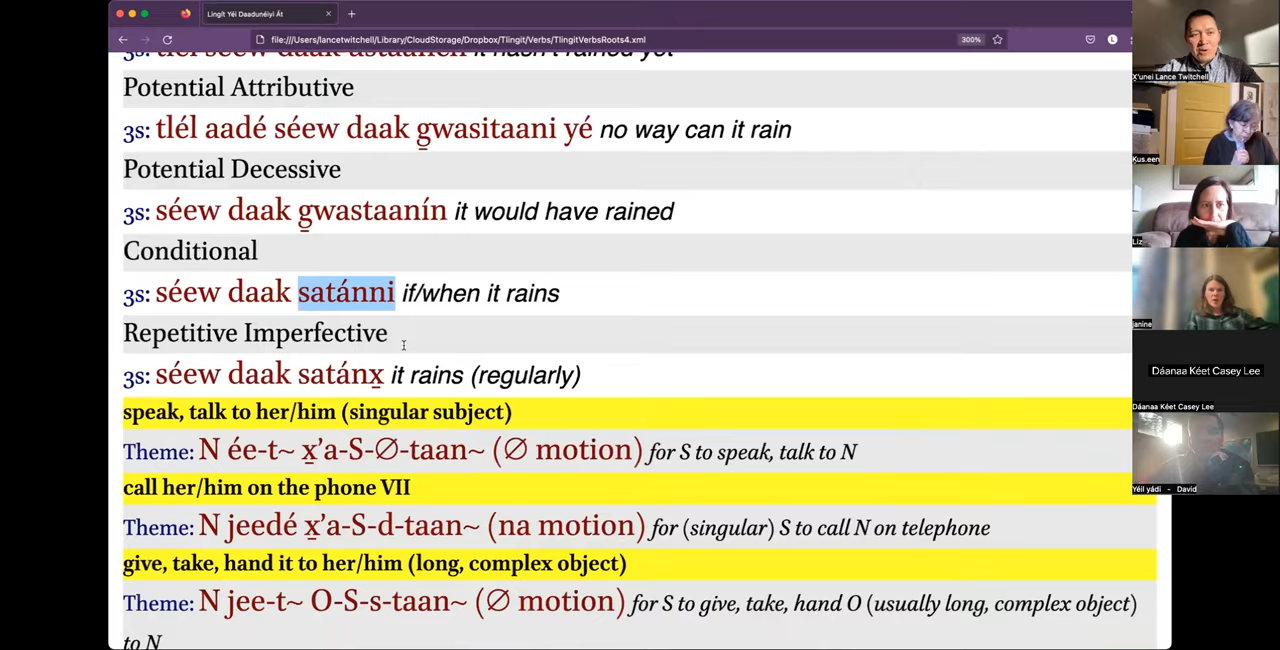 Lingít Yéi Daadunéiyi Át
file:///Users/lancetwitchell/Library/CloudStorage/Dropbox/Tlingit/Verbs/TlingitVerbsRoots4.xml
300%
Potential Attributive
3s: tlél aadé séew daak g̱wasitaani yé no way can it rain
Potential Decessive
3s: séew daak g̱wastaanín it would have rained
Conditional
3s: séew daak satánni if/when it rains
Repetitive Imperfective
3s: séew daak satánx̱ it rains (regularly)
speak, talk to her/him (singular subject)
Theme: N ée-t~ x̱’a-S-∅-taan~ (∅ motion) for S to speak, talk to N
call her/him on the phone VII
Theme: N jeedé x̱’a-S-d-taan~ (na motion) for (singular) S to call N on telephone
give, take, hand it to her/him (long, complex object)
Theme: N jee-t~ O-S-s-taan~ (∅ motion) for S to give, take, hand O (usually long, complex object)
to N
X̱'unei Lance Twitchell
Ḵus.een
Liz
janine
Dáanaa Kéet Casey Lee
Dáanaa Kéet Casey Lee
Yéil yádi - David